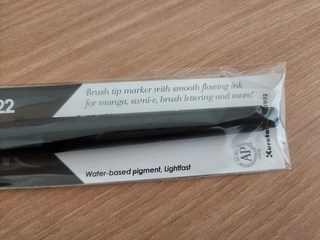 22
Brush tip marker with smooth flowing ink
for manga, sumi-e, brush lettering and more!
AP
Water-based pigment, Lightfast